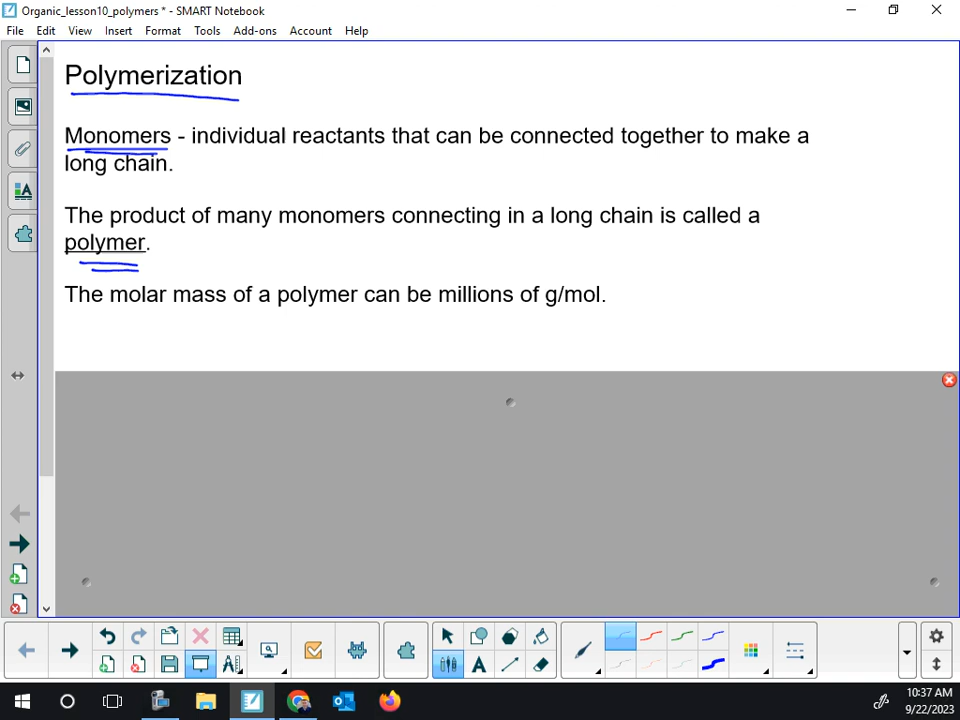 Organic_lesson10_polymers * - SMART Notebook
File Edit View Insert Format Tools Add-ons Account Help
Polymerization
Monomers - individual reactants that can be connected together to make a
long chain.
The product of many monomers connecting in a long chain is called a
polymer.
The molar mass of a polymer can be millions of g/mol.
10:37 AM
9/22/2023